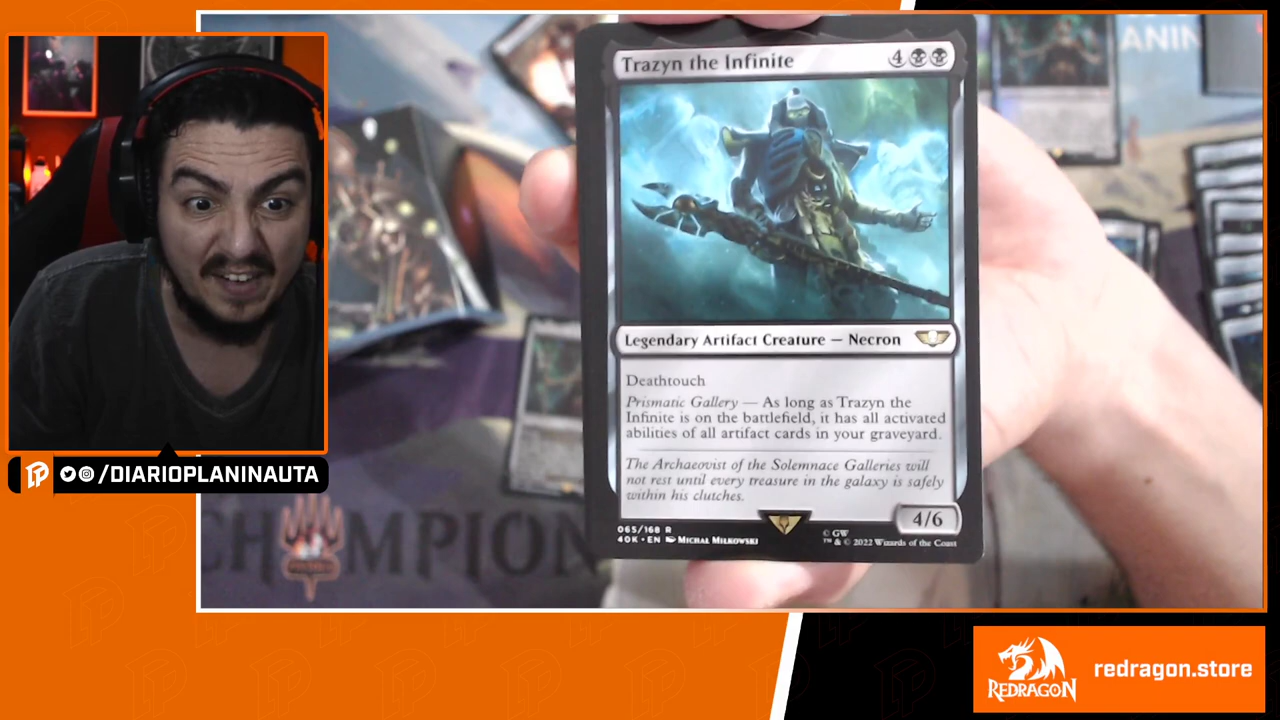 Trazyn the Infinite
4
Legendary Artifact Creature — Necron
Deathtouch
Prismatic Gallery — As long as Trazyn the
Infinite is on the battlefield, it has all activated
abilities of all artifact cards in your graveyard.
The Archaeovist of the Solemnace Galleries will
not rest until every treasure in the galaxy is safely
within his clutches.
4/6
065/168 R
40K • EN Michal Miłkowski
© GW
™ & © 2022 Wizards of the Coast
/DIARIOPLANINAUTA
CHAMPION
ANIN
REDRAGON
redragon.store